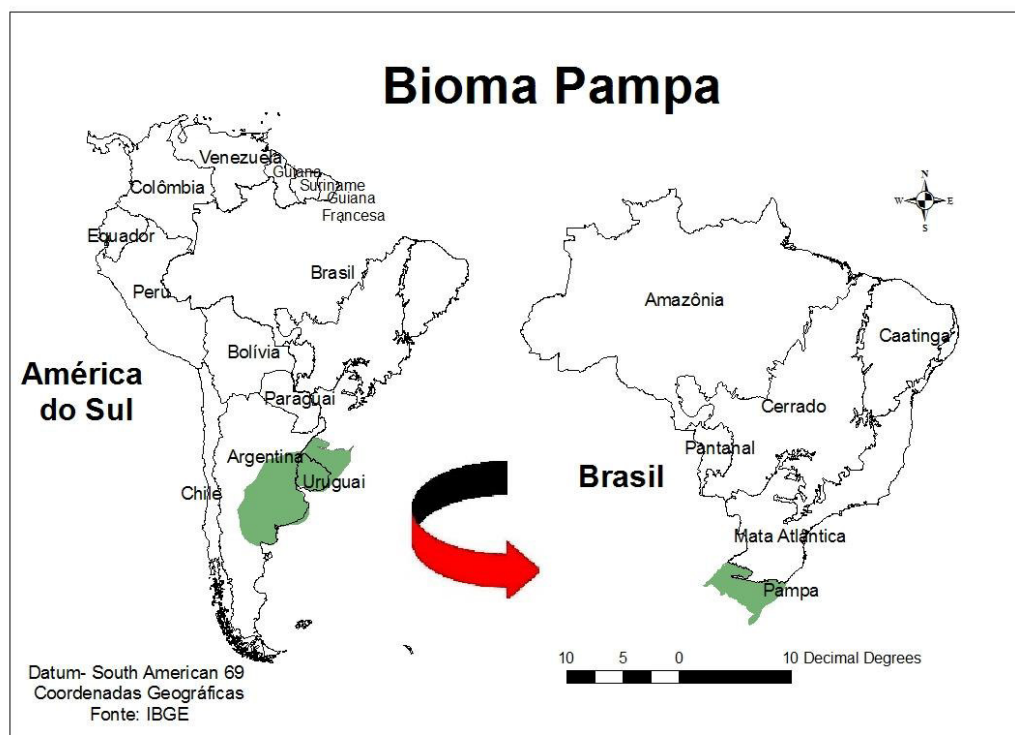 Bioma Pampa
Venezuela
Guiana
Suriname
Guiana
Francesa
Colômbia
Equador
Peru
Brasil
Bolívia
Paraguai
Argentina
Uruguai
Chile
América
do Sul
N
W
E
S
Amazônia
Caatinga
Cerrado
Pantanal
Brasil
Mata Atlântica
Pampa
10 5 0 10 Decimal Degrees
Datum- South American 69
Coordenadas Geográficas
Fonte: IBGE